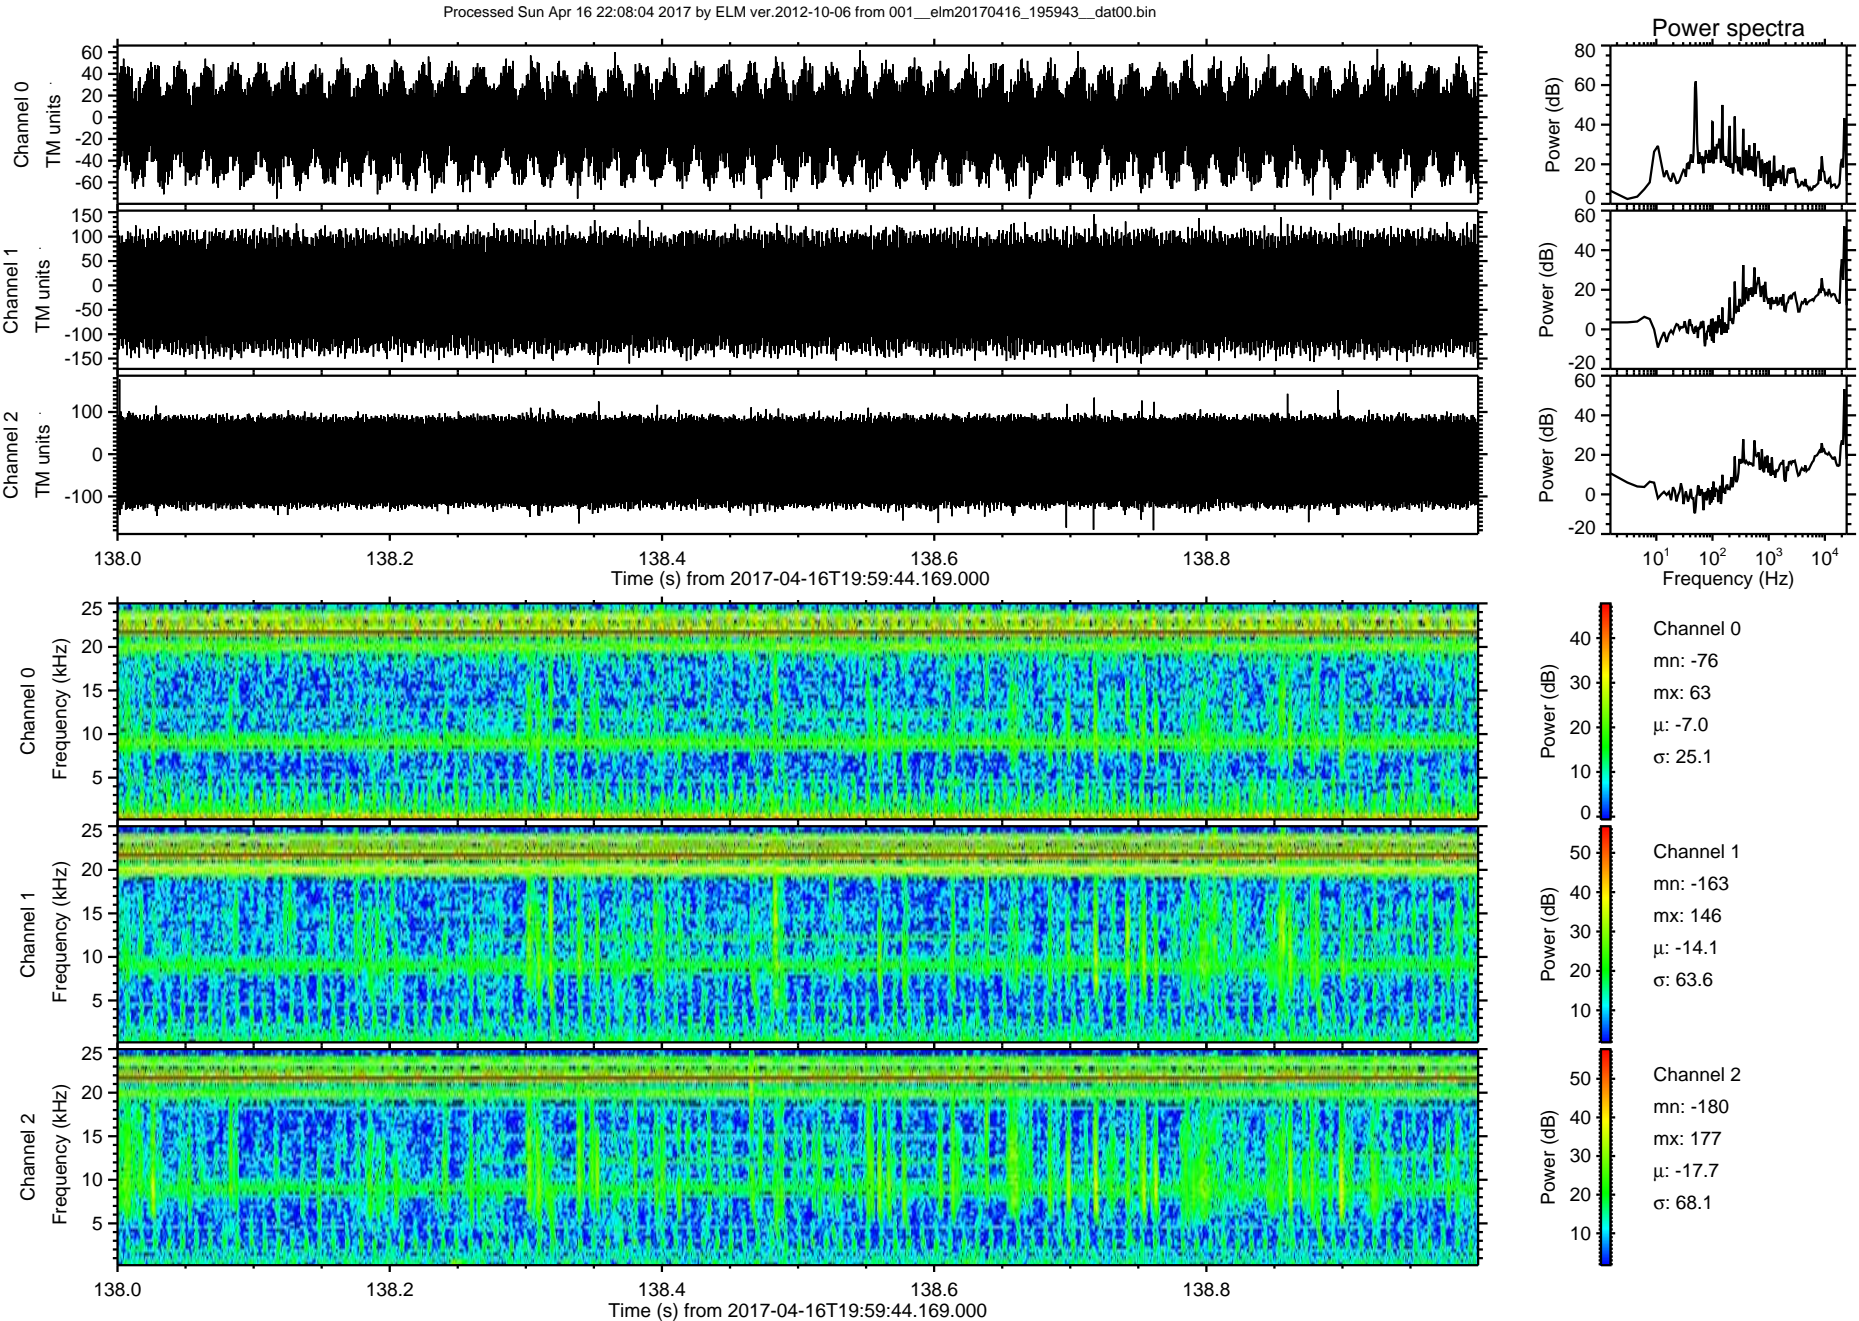 Processed Sun Apr 16 22:08:04 2017 by ELM ver.2012-10-06 from 001__elm20170416_195943__dat00.bin
Power spectra
Channel 0
TM units
60
40
20
0
-20
-40
-60
Power (dB)
80
60
40
20
0
Channel 1
TM units
150
100
50
0
-50
-100
-150
Power (dB)
60
40
20
0
-20
Channel 2
TM units
100
0
-100
Power (dB)
60
40
20
0
-20
138.0 138.2 138.4 138.6 138.8
Time (s) from 2017-04-16T19:59:44.169.000
10^1 10^2 10^3 10^4
Frequency (Hz)
Channel 0
Frequency (kHz)
25
20
15
10
5
Power (dB)
40
30
20
10
0
Channel 0
mn: -76
mx: 63
μ: -7.0
σ: 25.1
Channel 1
Frequency (kHz)
25
20
15
10
5
Power (dB)
50
40
30
20
10
Channel 1
mn: -163
mx: 146
μ: -14.1
σ: 63.6
Channel 2
Frequency (kHz)
25
20
15
10
5
Power (dB)
50
40
30
20
10
Channel 2
mn: -180
mx: 177
μ: -17.7
σ: 68.1
138.0 138.2 138.4 138.6 138.8
Time (s) from 2017-04-16T19:59:44.169.000